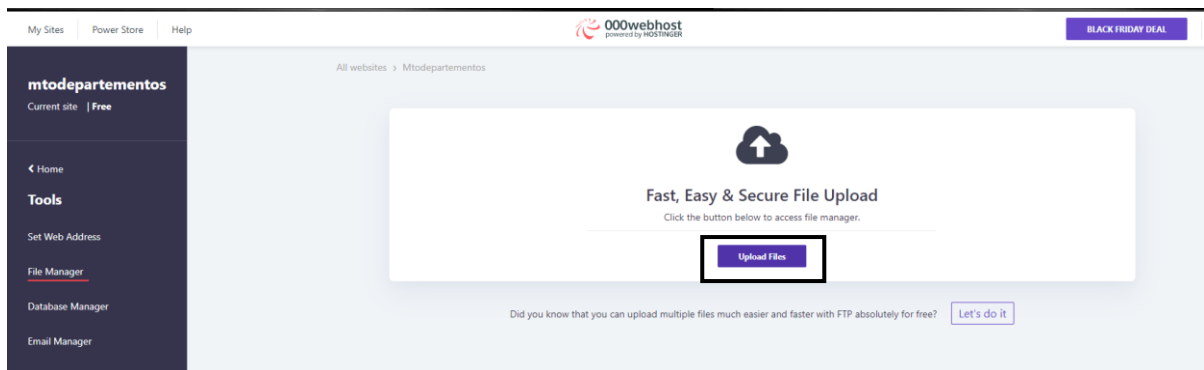 My Sites Power Store Help
000webhost
powered by HOSTINGER
BLACK FRIDAY DEAL
mtodepartementos
Current site | Free
Home
Tools
Set Web Address
File Manager
Database Manager
Email Manager
All websites > Mtodepartementos
Fast, Easy & Secure File Upload
Click the button below to access file manager.
Upload Files
Did you know that you can upload multiple files much easier and faster with FTP absolutely for free? Let's do it